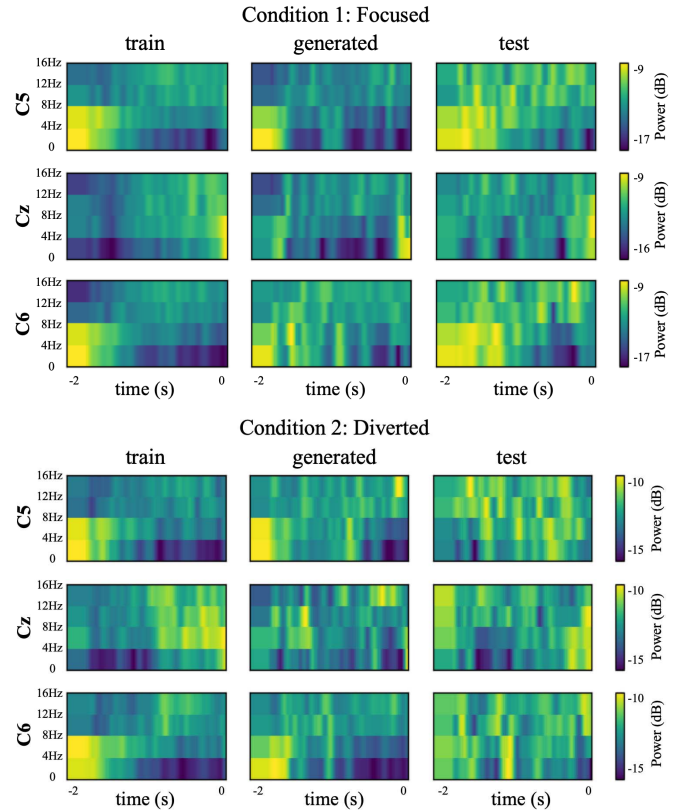 Condition 1: Focused
train generated test
16Hz
12Hz
8Hz
4Hz
0
C5
-9
-17
Power (dB)
16Hz
12Hz
8Hz
4Hz
0
Cz
-9
-16
Power (dB)
16Hz
12Hz
8Hz
4Hz
0
C6
-9
-17
Power (dB)
-2 0 -2 0 -2 0
time (s) time (s) time (s)
Condition 2: Diverted
train generated test
16Hz
12Hz
8Hz
4Hz
0
C5
-10
-15
Power (dB)
16Hz
12Hz
8Hz
4Hz
0
Cz
-10
-15
Power (dB)
16Hz
12Hz
8Hz
4Hz
0
C6
-10
-15
Power (dB)
-2 0 -2 0 -2 0
time (s) time (s) time (s)